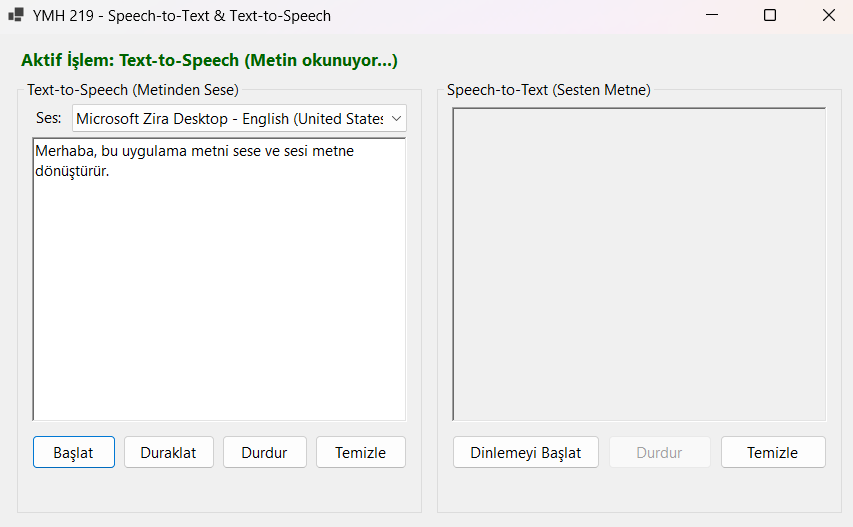 YMH 219 - Speech-to-Text & Text-to-Speech
Aktif İşlem: Text-to-Speech (Metin okunuyor...)
Text-to-Speech (Metinden Sese)
Ses: Microsoft Zira Desktop - English (United States
Merhaba, bu uygulama metni sese ve sesi metne
dönüştürür.
Başlat Duraklat Durdur Temizle
Speech-to-Text (Sesten Metne)
Dinlemeyi Başlat Durdur Temizle